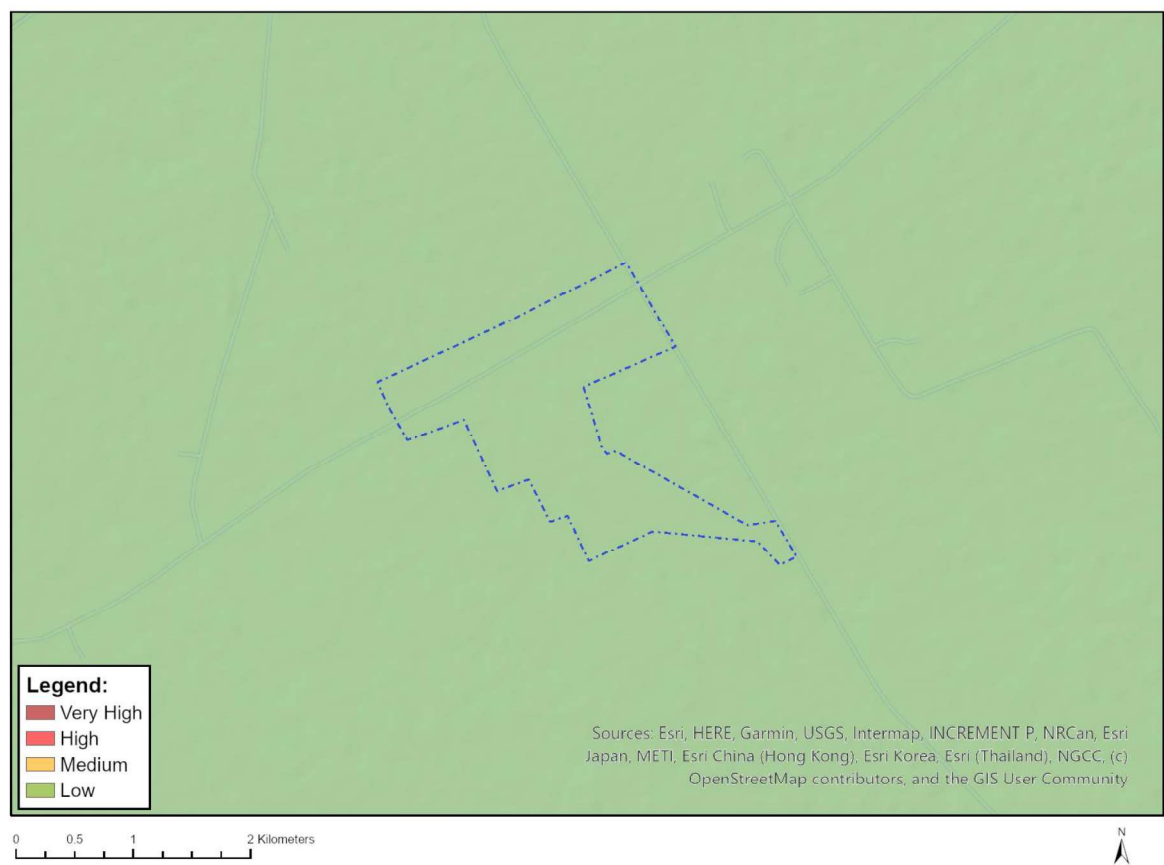 Legend:
Very High
High
Medium
Low
Sources: Esri, HERE, Garmin, USGS, Intermap, INCREMENT P, NRCan, Esri
Japan, METI, Esri China (Hong Kong), Esri Korea, Esri (Thailand), NGCC, (c)
OpenStreetMap contributors, and the GIS User Community
0 0.5 1 2 Kilometers
N